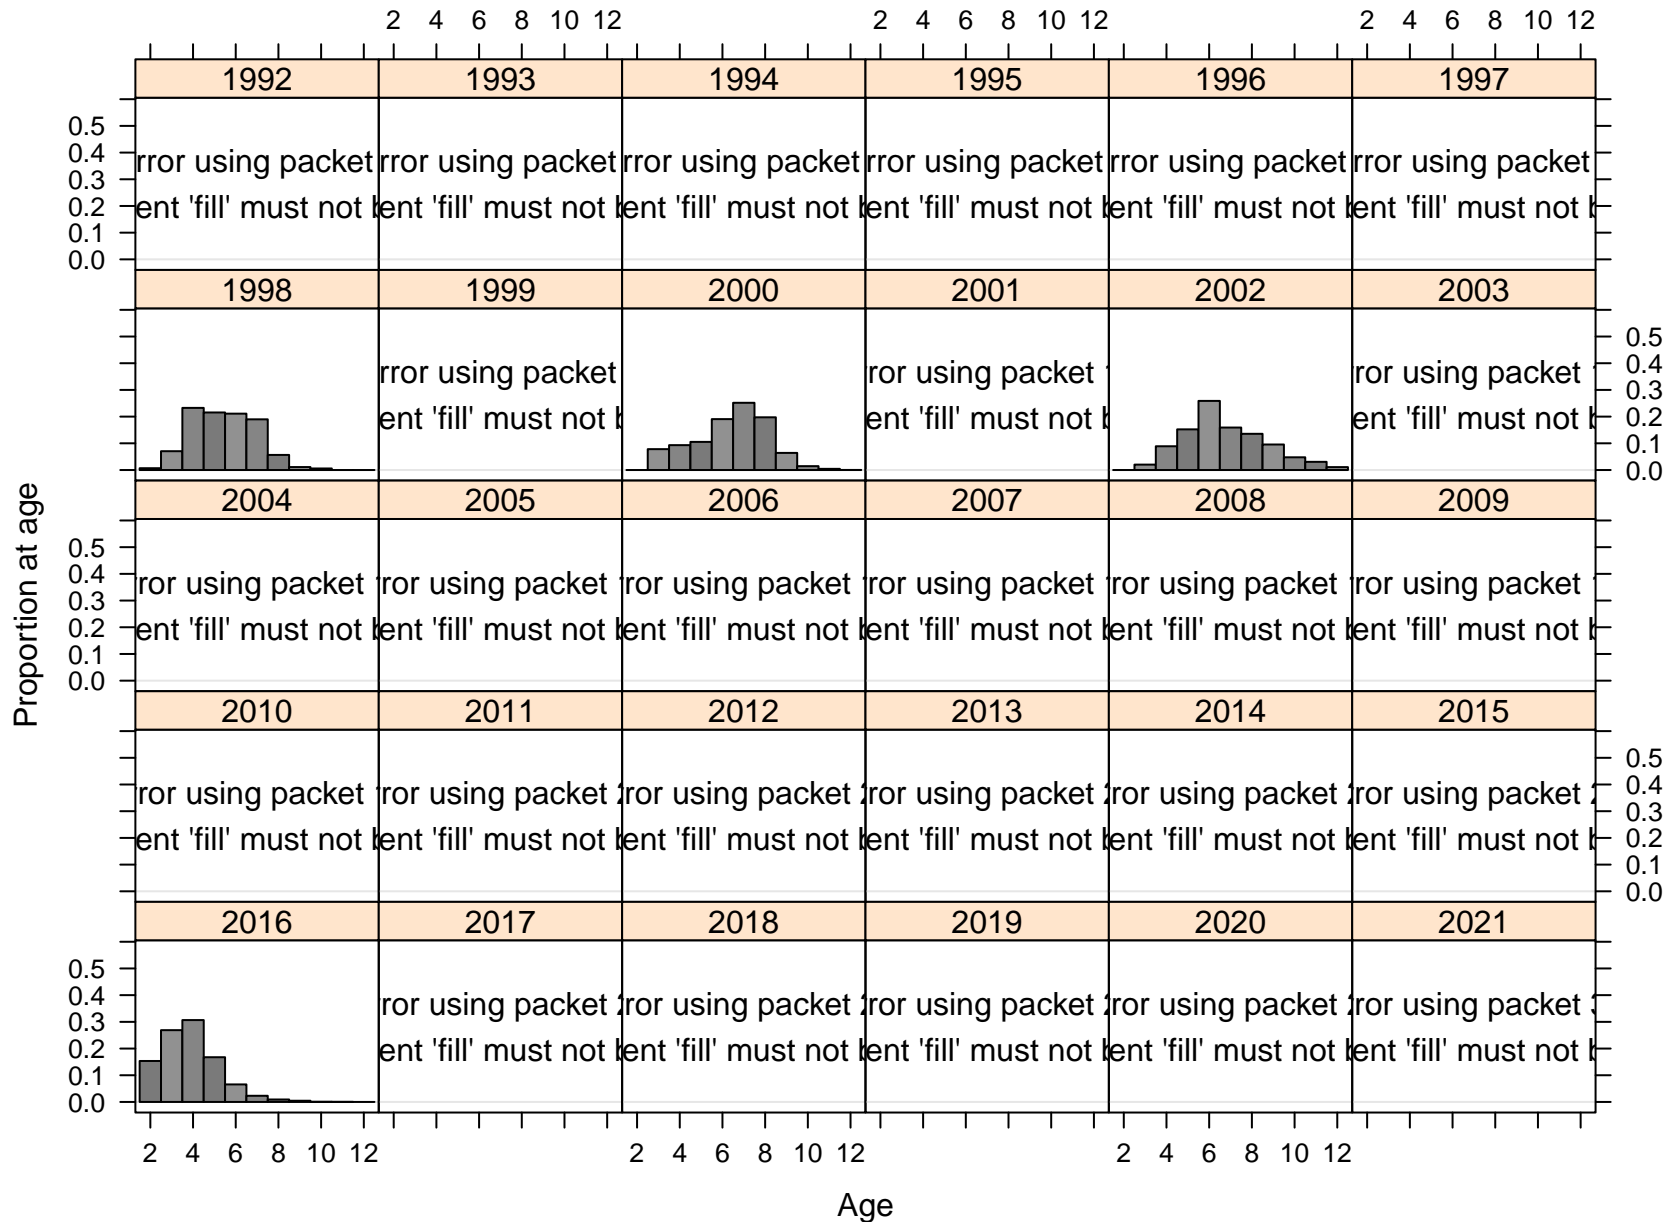 2 4 6 8 10 12 2 4 6 8 10 12 2 4 6 8 10 12
1992 1993 1994 1995 1996 1997
0.5
0.4
0.3
0.2
0.1
0.0
rror using packet rror using packet rror using packet rror using packet rror using packet rror using packet
ent 'fill' must not b ent 'fill' must not b ent 'fill' must not b ent 'fill' must not b ent 'fill' must not b ent 'fill' must not b
1998 1999 2000 2001 2002 2003
rror using packet ror using packet ror using packet
ent 'fill' must not b ent 'fill' must not b ent 'fill' must not b
0.5
0.4
0.3
0.2
0.1
0.0
Proportion at age
2004 2005 2006 2007 2008 2009
0.5
0.4
0.3
0.2
0.1
0.0
ror using packet ror using packet ror using packet ror using packet ror using packet ror using packet
ent 'fill' must not b ent 'fill' must not b ent 'fill' must not b ent 'fill' must not b ent 'fill' must not b ent 'fill' must not b
2010 2011 2012 2013 2014 2015
ror using packet ror using packet ror using packet ror using packet ror using packet ror using packet
ent 'fill' must not b ent 'fill' must not b ent 'fill' must not b ent 'fill' must not b ent 'fill' must not b ent 'fill' must not b
0.5
0.4
0.3
0.2
0.1
0.0
2016 2017 2018 2019 2020 2021
0.5
0.4
0.3
0.2
0.1
0.0
ror using packet ror using packet ror using packet ror using packet ror using packet
ent 'fill' must not b ent 'fill' must not b ent 'fill' must not b ent 'fill' must not b ent 'fill' must not b
2 4 6 8 10 12 2 4 6 8 10 12 2 4 6 8 10 12
Age